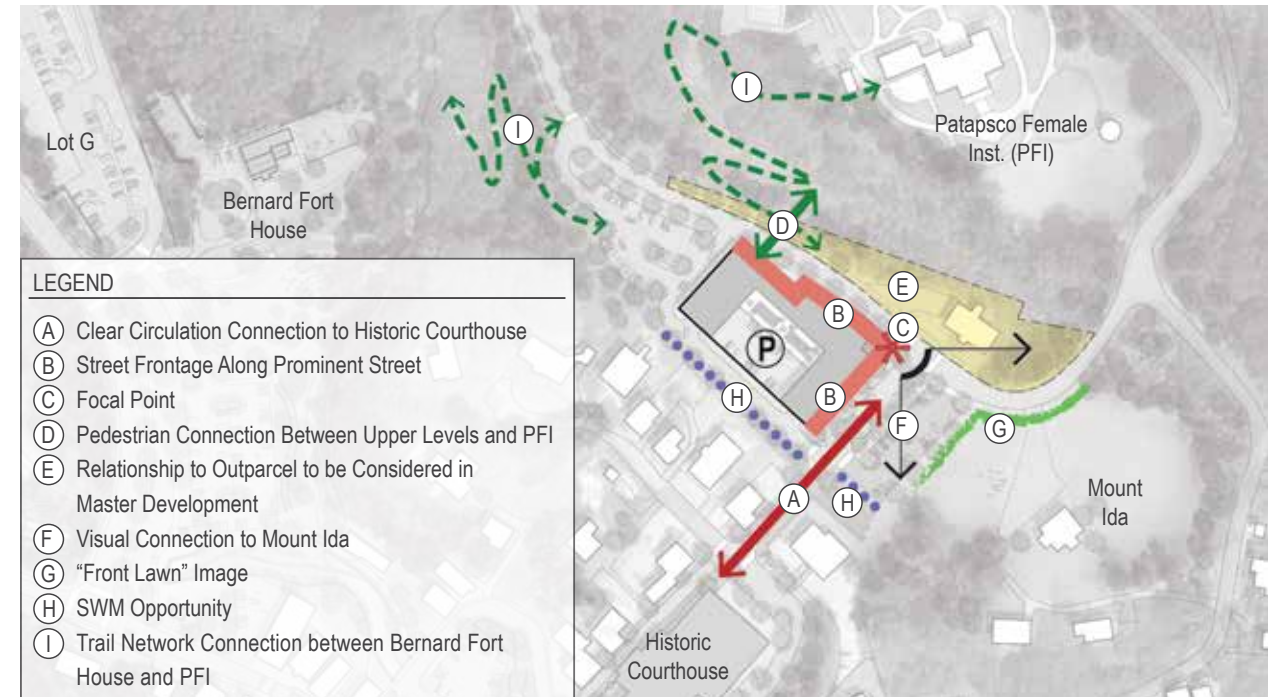 I
I
Patapsco Female
Inst. (PFI)
Lot G
Bernard Fort
House
D
E
B
C
P
H
B
F
G
A
H
Mount
Ida
Historic
Courthouse
LEGEND
A Clear Circulation Connection to Historic Courthouse
B Street Frontage Along Prominent Street
C Focal Point
D Pedestrian Connection Between Upper Levels and PFI
E Relationship to Outparcel to be Considered in
Master Development
F Visual Connection to Mount Ida
G “Front Lawn” Image
H SWM Opportunity
I Trail Network Connection between Bernard Fort
House and PFI